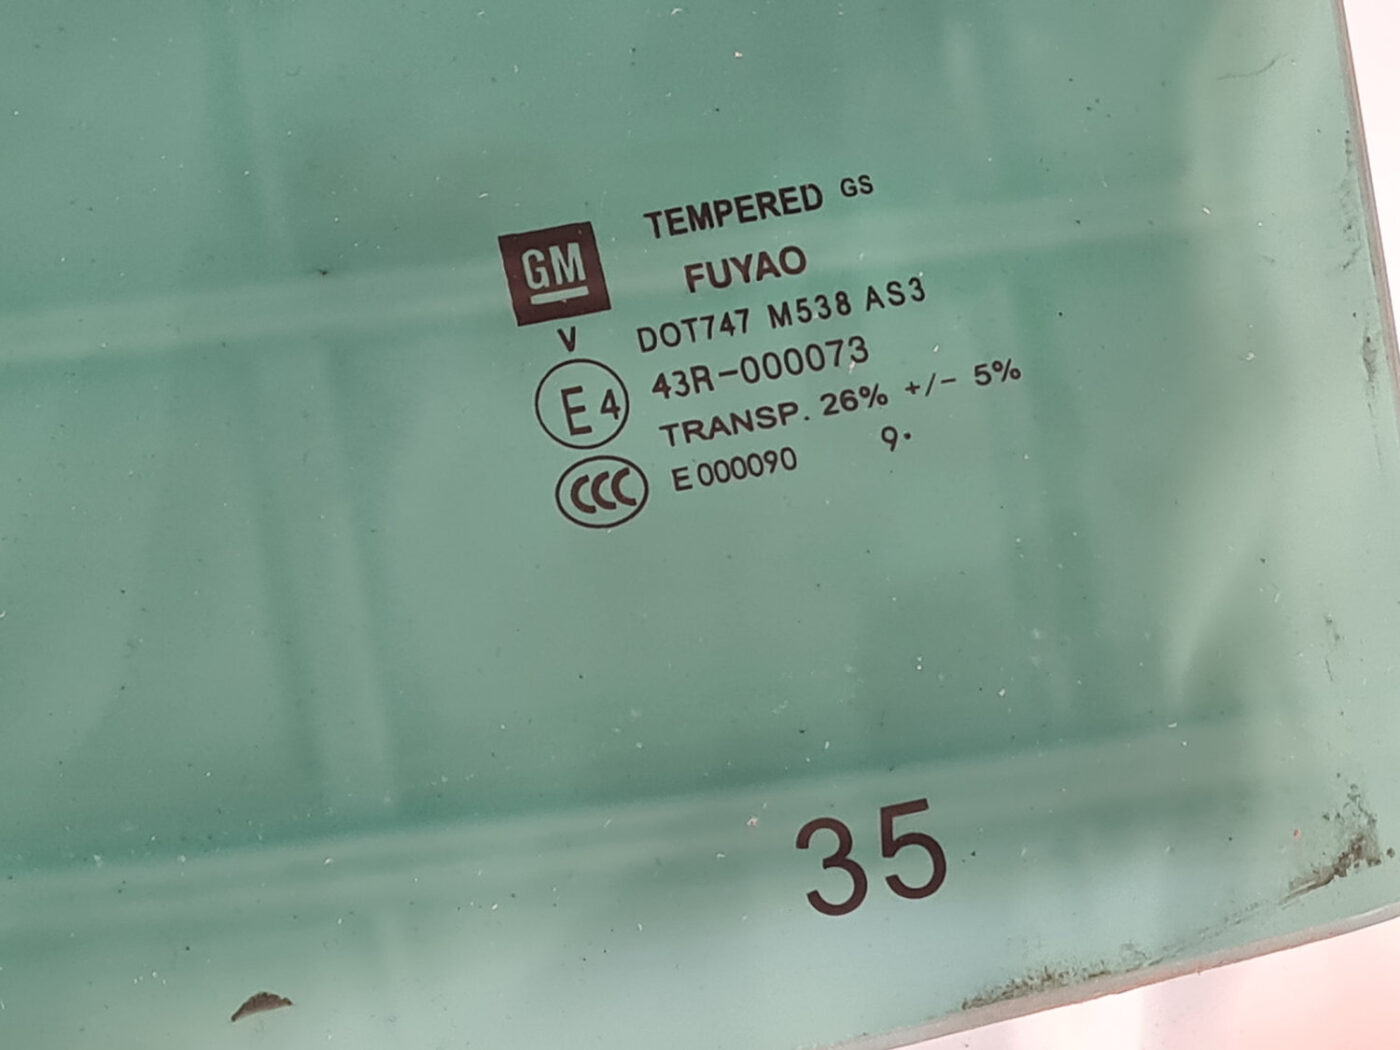 TEMPERED GS
GM
FUYAO
V
DOT747 M538 AS3
E4
43R-000073
TRANSP. 26% +/- 5%
CCC
E000090 9.
35